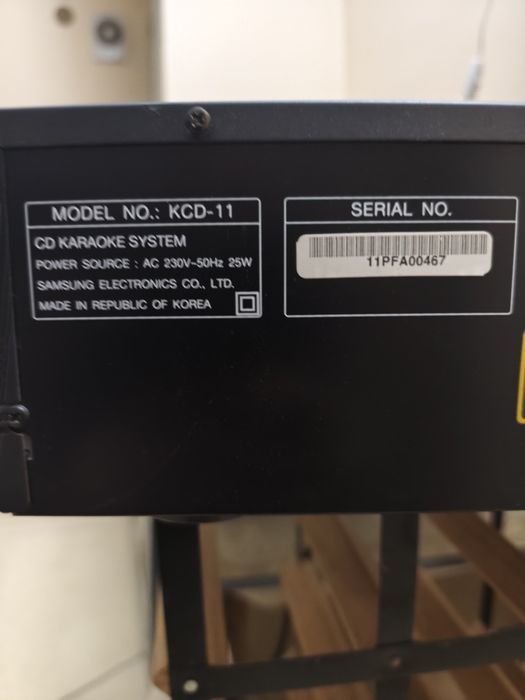 MODEL NO.: KCD-11
CD KARAOKE SYSTEM
POWER SOURCE : AC 230V~50Hz 25W
SAMSUNG ELECTRONICS CO., LTD.
MADE IN REPUBLIC OF KOREA
SERIAL NO.
11PFA00467